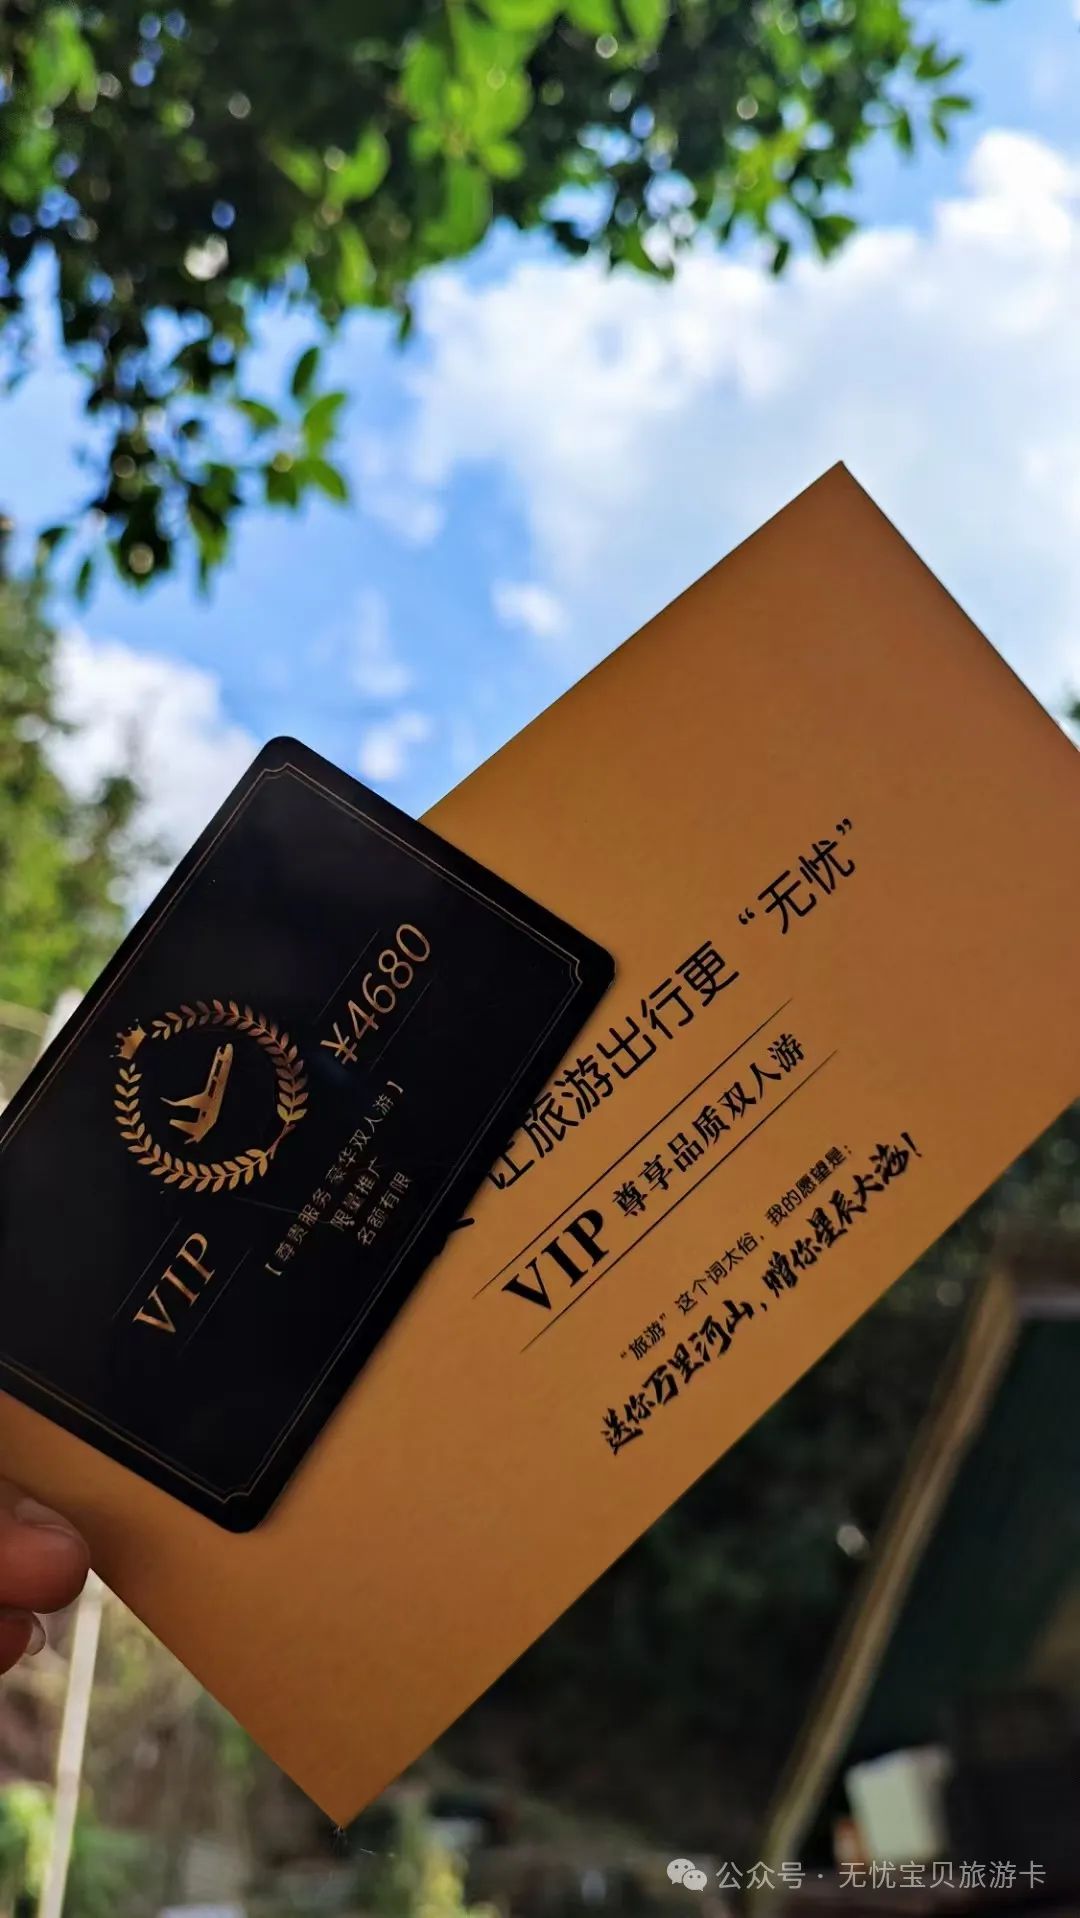 VIP
¥4680
【尊贵服务 豪华双人游】
限量推广
名额有限
让旅游出行更“无忧”
VIP 尊享品质双人游
“旅游”这个词太俗，我的愿望是：
送你万里河山，赠你星辰大海！
公众号·无忧宝贝旅游卡